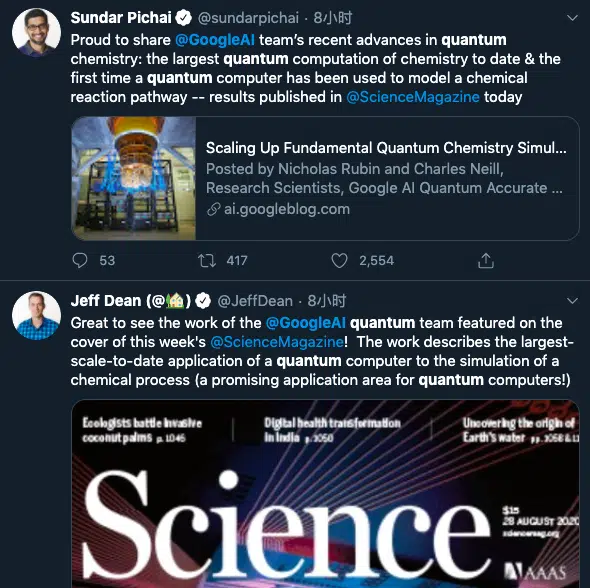 Sundar Pichai @sundarpichai · 8小时
Proud to share @GoogleAI team's recent advances in quantum
chemistry: the largest quantum computation of chemistry to date & the
first time a quantum computer has been used to model a chemical
reaction pathway -- results published in @ScienceMagazine today
Scaling Up Fundamental Quantum Chemistry Simul...
Posted by Nicholas Rubin and Charles Neill,
Research Scientists, Google AI Quantum Accurate ...
ai.googleblog.com
53 417 2,554
Jeff Dean (@🏡) @JeffDean · 8小时
Great to see the work of the @GoogleAI quantum team featured on the
cover of this week's @ScienceMagazine! The work describes the largest-
scale-to-date application of a quantum computer to the simulation of a
chemical process (a promising application area for quantum computers!)
Ecologists battle invasive
coconut palms p. 1046
Digital health transformation
in India p. 1050
Uncovering the origin of
Earth's water pp. 1058 & 11
Science
$15
28 AUGUST 2020
sciencemag.org
AAAS